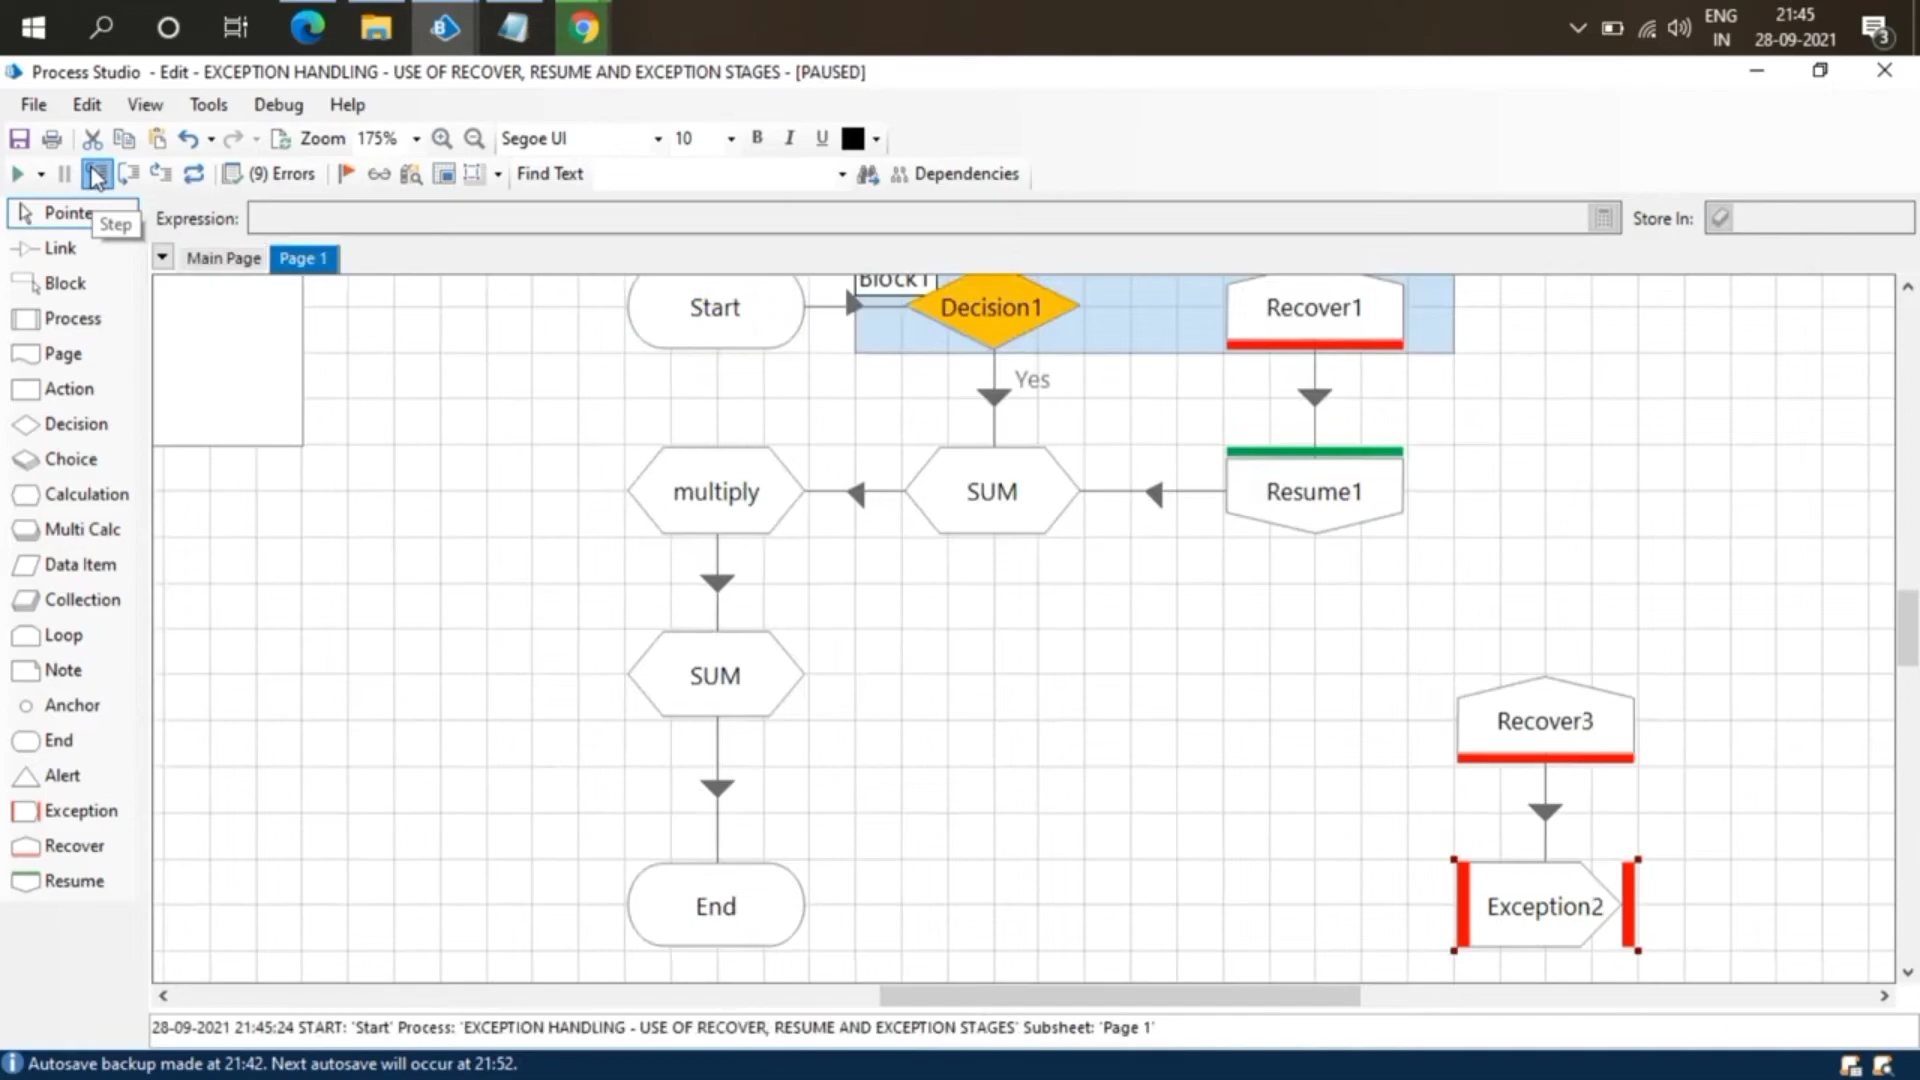 ENG
IN
21:45
28-09-2021
3
Process Studio - Edit - EXCEPTION HANDLING - USE OF RECOVER, RESUME AND EXCEPTION STAGES - [PAUSED]
File Edit View Tools Debug Help
Zoom 175% Segoe UI 10 B I U
(9) Errors Find Text Dependencies
Pointe
Step
Expression: Store In:
Link
Main Page Page 1
Block
Process
Page
Action
Decision
Choice
Calculation
Multi Calc
Data Item
Collection
Loop
Note
Anchor
End
Alert
Exception
Recover
Resume
Block1
Start
Decision1
Recover1
Yes
multiply
SUM
Resume1
SUM
Recover3
End
Exception2
28-09-2021 21:45:24 START: 'Start' Process: 'EXCEPTION HANDLING - USE OF RECOVER, RESUME AND EXCEPTION STAGES' Subsheet: 'Page 1'
Autosave backup made at 21:42. Next autosave will occur at 21:52.